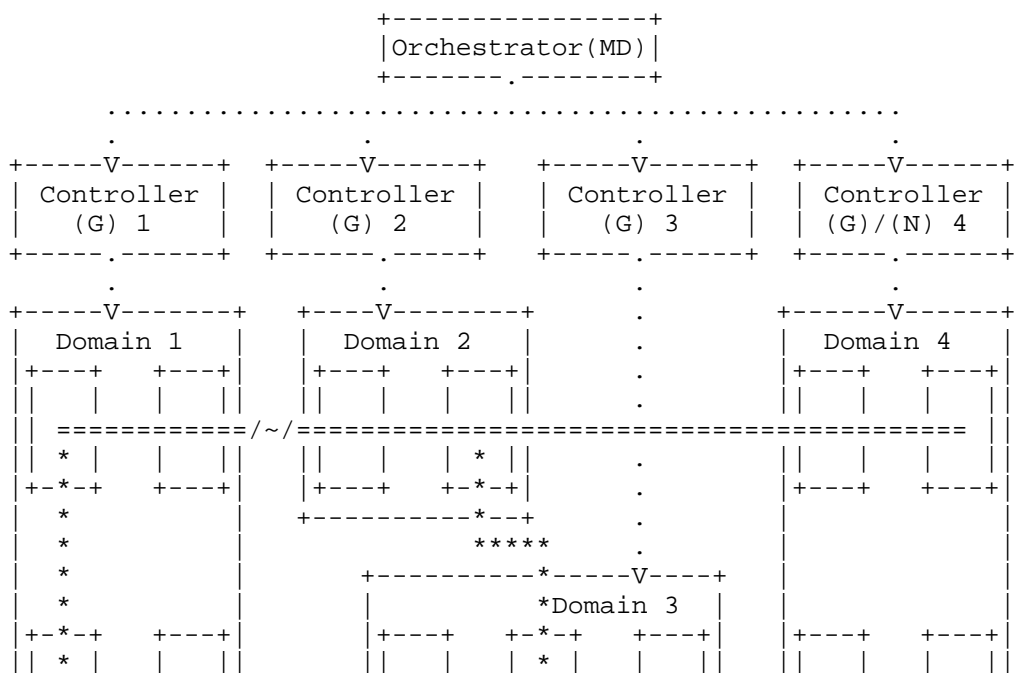 Orchestrator(MD)
Controller Controller Controller Controller
(G) 1 (G) 2 (G) 3 (G)/(N) 4
Domain 1 Domain 2 Domain 4
Domain 3